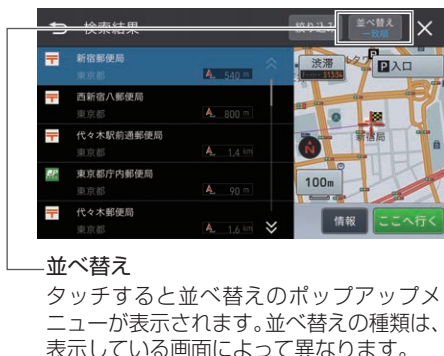 検索結果
絞り込み
並べ替え
一致順
新宿郵便局
東京都
540 m
西新宿八郵便局
東京都
800 m
代々木駅前通郵便局
東京都
1.4 km
東京都庁内郵便局
東京都
90 m
代々木郵便局
東京都
1.6 km
渋滞
タワ
P入口
新宿局
100m
情報
ここへ行く
並べ替え
タッチすると並べ替えのポップアップメ
ニューが表示されます。並べ替えの種類は、
表示している画面によって異なります。